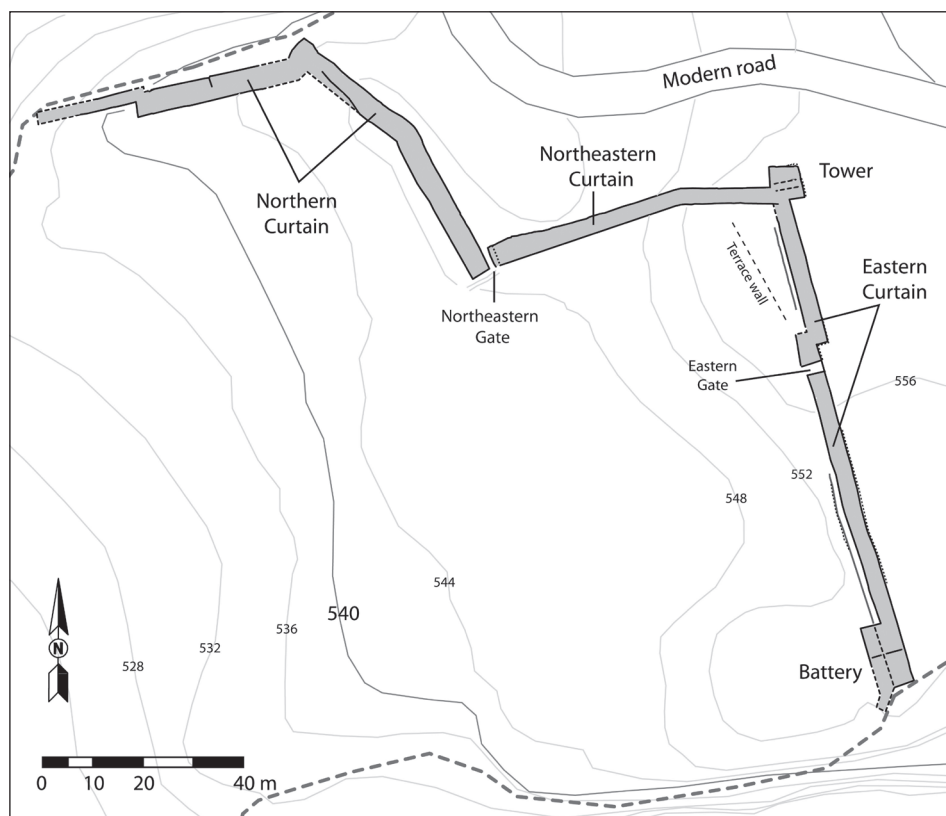 Modern road
Northeastern
Curtain
Tower
Northern
Curtain
Terrace wall
Eastern
Curtain
Northeastern
Gate
Eastern
Gate
556
552
548
544
540
536
532
528
Battery
N
0 10 20 40 m